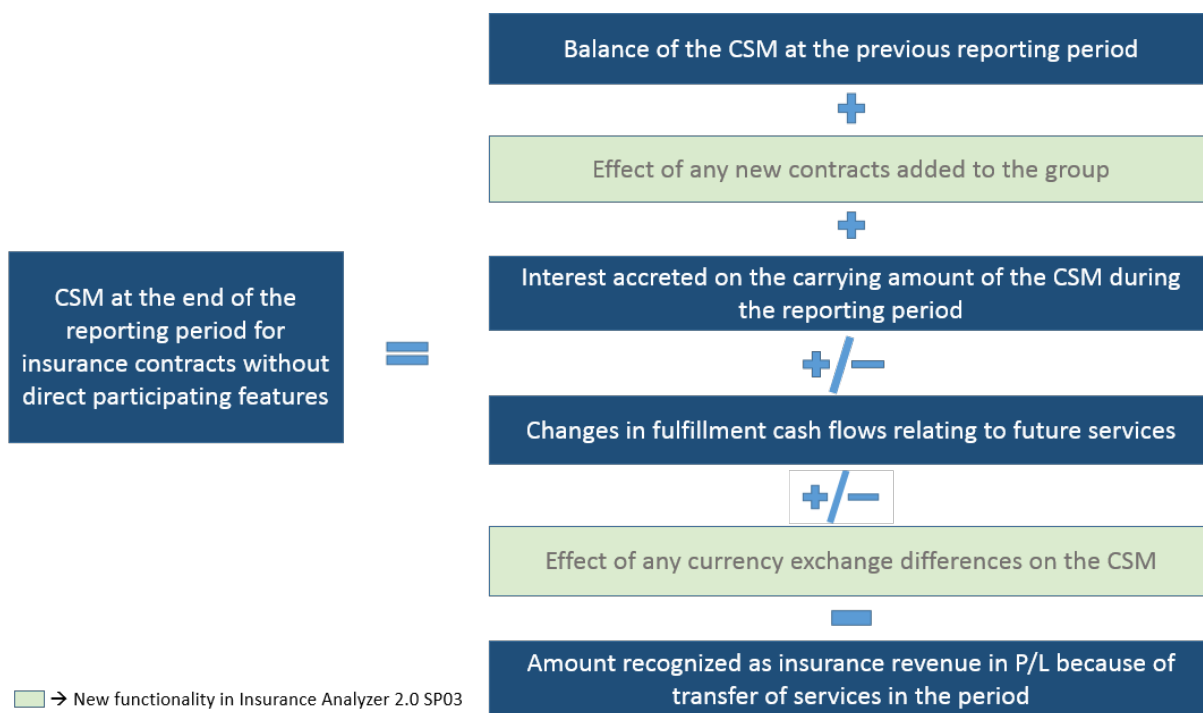 Balance of the CSM at the previous reporting period
+
Effect of any new contracts added to the group
+
Interest accreted on the carrying amount of the CSM during
the reporting period
+/−
Changes in fulfillment cash flows relating to future services
+/−
Effect of any currency exchange differences on the CSM
−
Amount recognized as insurance revenue in P/L because of
transfer of services in the period
CSM at the end of the
reporting period for
insurance contracts without
direct participating features
=
→ New functionality in Insurance Analyzer 2.0 SP03